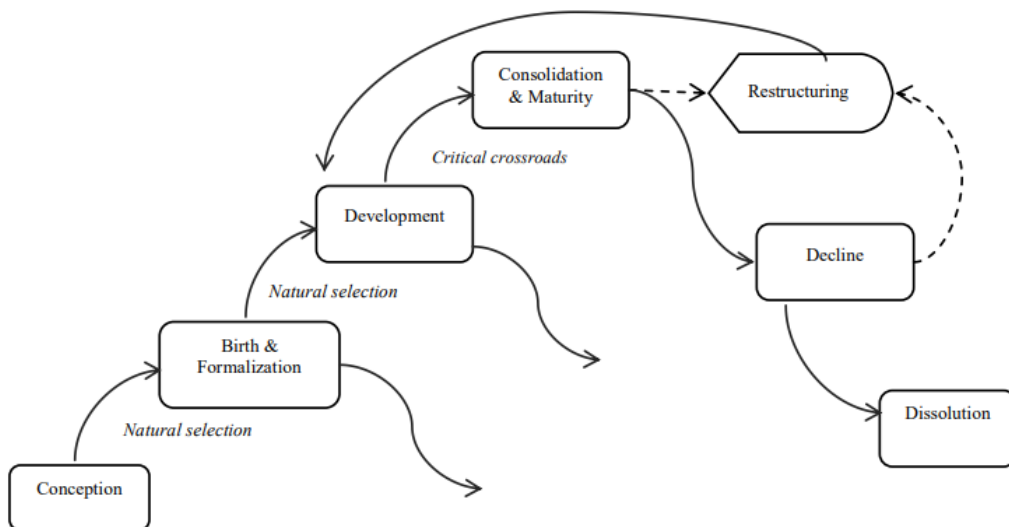 Consolidation
& Maturity
Restructuring
Critical crossroads
Development
Decline
Natural selection
Birth &
Formalization
Dissolution
Natural selection
Conception